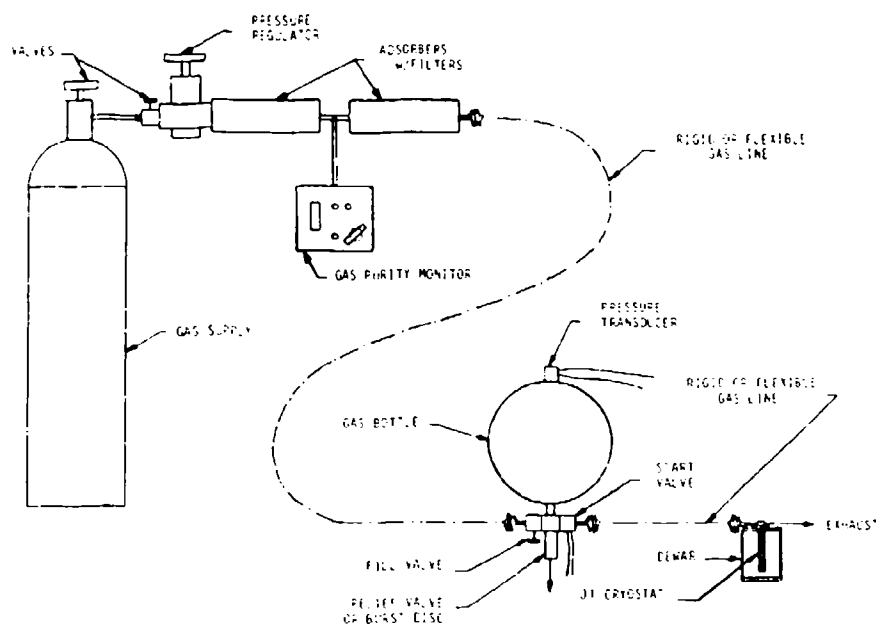 PRESSURE
REGULATOR
VALVES
ADSORBERS
W/FILTERS
RIGID OR FLEXIBLE
GAS LINE
GAS PURITY MONITOR
GAS SUPPLY
PRESSURE
TRANSDUCER
RIGID OR FLEXIBLE
GAS LINE
GAS BOTTLE
START
VALVE
EXHAUST
FILL VALVE
DEWAR
JT CRYOSTAT
RELIEF VALVE
OR BURST DISC